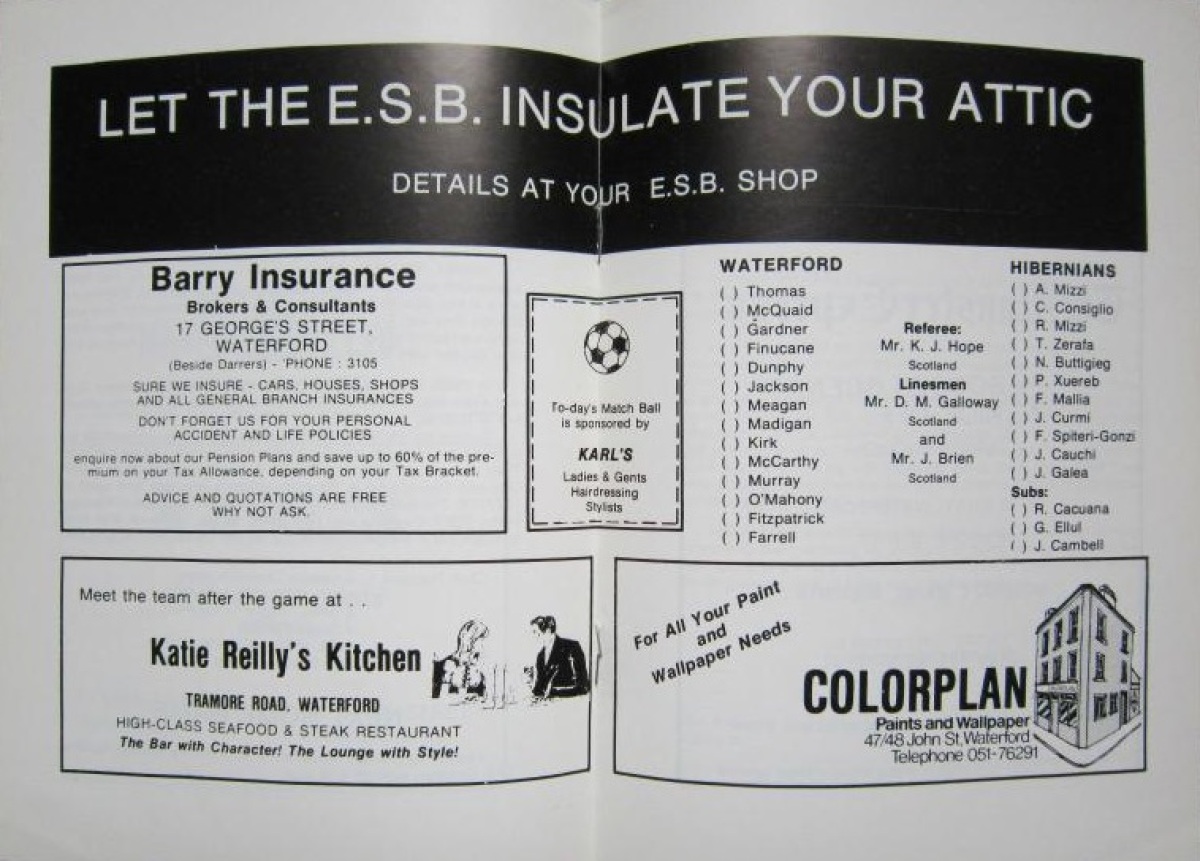 LET THE E.S.B. INSULATE YOUR ATTIC
DETAILS AT YOUR E.S.B. SHOP
Barry Insurance
Brokers & Consultants
17 GEORGE'S STREET,
WATERFORD
(Beside Darrers) - 'PHONE : 3105
SURE WE INSURE - CARS, HOUSES, SHOPS
AND ALL GENERAL BRANCH INSURANCES
DON'T FORGET US FOR YOUR PERSONAL
ACCIDENT AND LIFE POLICIES
enquire now about our Pension Plans and save up to 60% of the pre-
mium on your Tax Allowance, depending on your Tax Bracket.
ADVICE AND QUOTATIONS ARE FREE
WHY NOT ASK.
To-day's Match Ball
is sponsored by
KARL'S
Ladies & Gents
Hairdressing
Stylists
WATERFORD
( ) Thomas
( ) McQuaid
( ) Gardner
( ) Finucane
( ) Dunphy
( ) Jackson
( ) Meagan
( ) Madigan
( ) Kirk
( ) McCarthy
( ) Murray
( ) O'Mahony
( ) Fitzpatrick
( ) Farrell
Referee:
Mr. K. J. Hope
Scotland
Linesmen
Mr. D. M. Galloway
Scotland
and
Mr. J. Brien
Scotland
HIBERNIANS
( ) A. Mizzi
( ) C. Consiglio
( ) R. Mizzi
( ) T. Zerafa
( ) N. Buttigieg
( ) P. Xuereb
( ) F. Mallia
( ) J. Curmi
( ) F. Spiteri-Gonzi
( ) J. Cauchi
( ) J. Galea
Subs:
( ) R. Cacuana
( ) G. Ellul
( ) J. Cambell
Meet the team after the game at . .
Katie Reilly's Kitchen
TRAMORE ROAD, WATERFORD
HIGH-CLASS SEAFOOD & STEAK RESTAURANT
The Bar with Character! The Lounge with Style!
For All Your Paint
and
Wallpaper Needs
COLORPLAN
Paints and Wallpaper
47/48 John St, Waterford
Telephone 051-76291